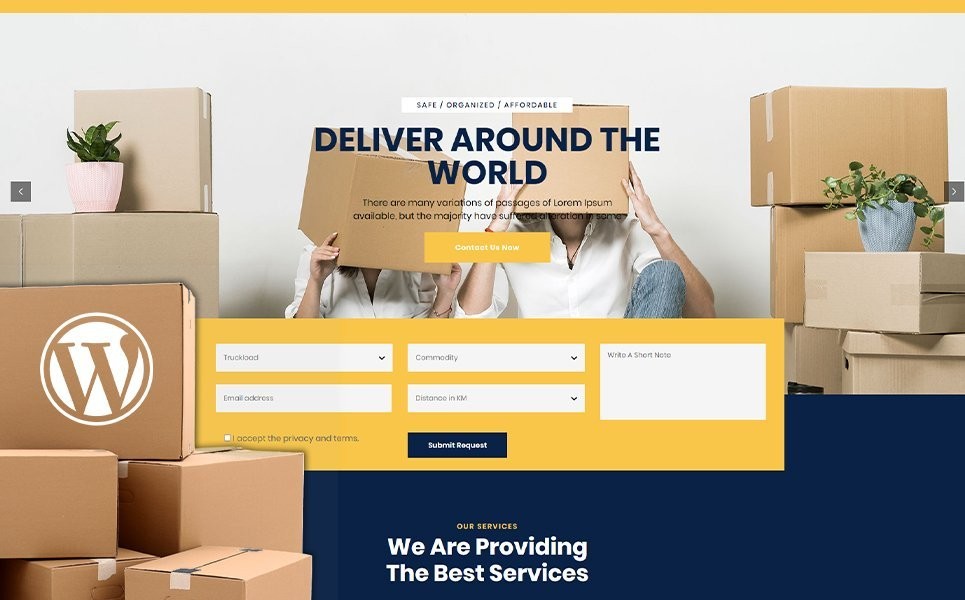 SAFE / ORGANIZED / AFFORDABLE
DELIVER AROUND THE
WORLD
There are many variations of passages of Lorem Ipsum
available, but the majority have suffered alteration in some
Contact Us Now
Truckload
Commodity
Write A Short Note
Email address
Distance in KM
I accept the privacy and terms.
Submit Request
OUR SERVICES
We Are Providing
The Best Services